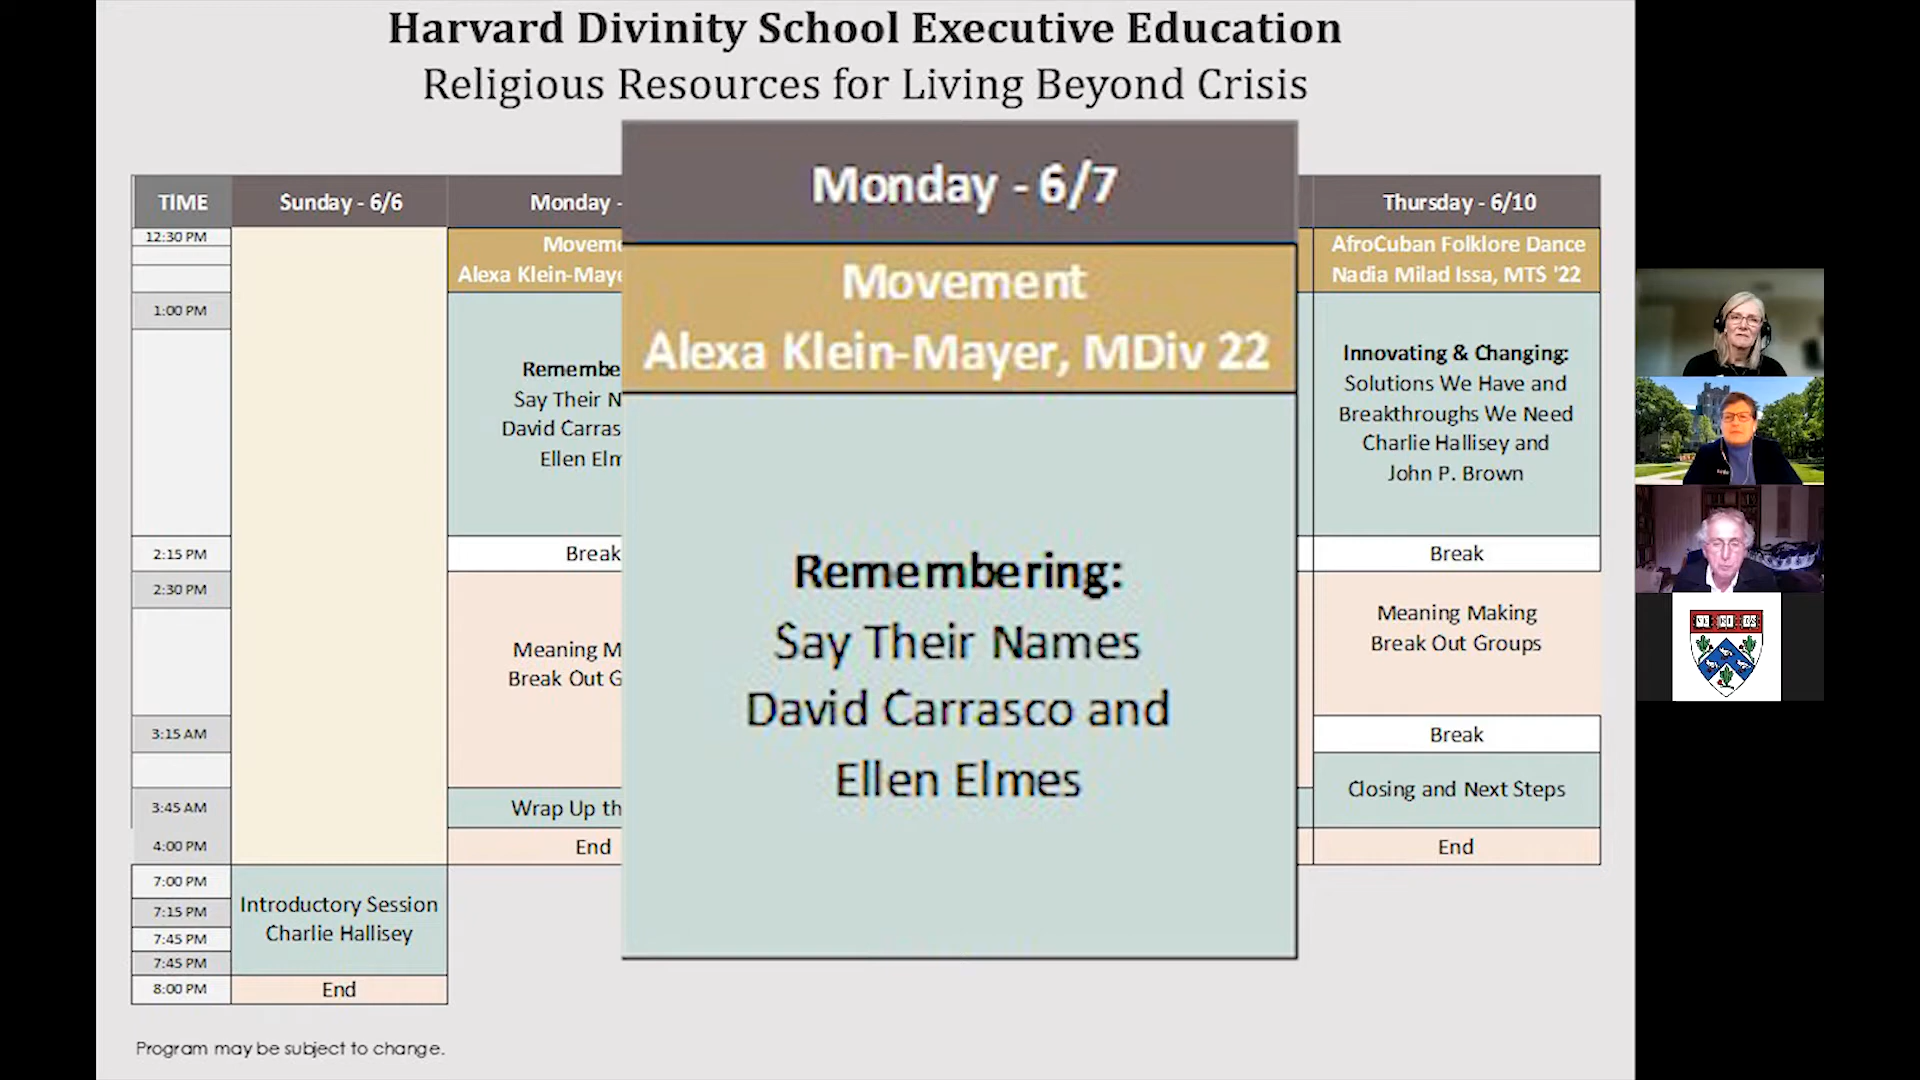 Harvard Divinity School Executive Education
Religious Resources for Living Beyond Crisis
TIME
Sunday - 6/6
Monday -
Thursday - 6/10
12:30 PM
1:00 PM
2:15 PM
2:30 PM
3:15 AM
3:45 AM
4:00 PM
7:00 PM
7:15 PM
7:45 PM
7:45 PM
8:00 PM
Introductory Session
Charlie Hallisey
End
Movem
Alexa Klein-Maye
Remembe
Say Their N
David Carras
Ellen Elm
Break
Meaning M
Break Out G
Wrap Up th
End
Monday - 6/7
Movement
Alexa Klein-Mayer, MDiv 22
Remembering:
Say Their Names
David Carrasco and
Ellen Elmes
AfroCuban Folklore Dance
Nadia Milad Issa, MTS '22
Innovating & Changing:
Solutions We Have and
Breakthroughs We Need
Charlie Hallisey and
John P. Brown
Break
Meaning Making
Break Out Groups
Break
Closing and Next Steps
End
Program may be subject to change.
VE RI TAS